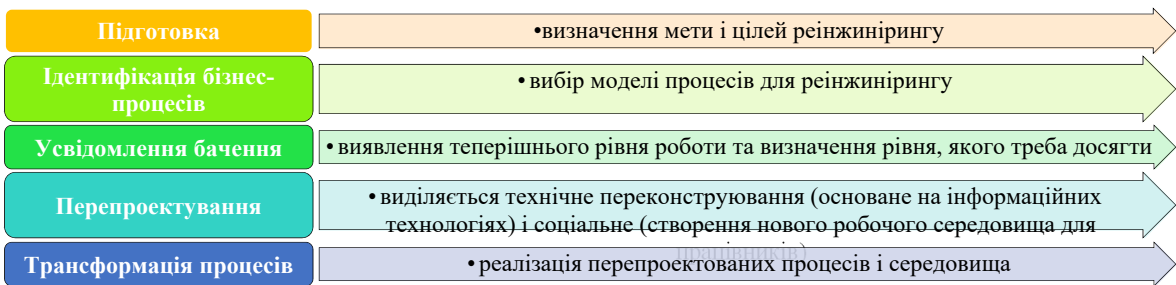 Підготовка
•визначення мети і цілей реінжинірингу
Ідентифікація бізнес-
процесів
• вибір моделі процесів для реінжинірингу
Усвідомлення бачення
• виявлення теперішнього рівня роботи та визначення рівня, якого треба досягти
Перепроектування
• виділяється технічне переконструювання (основане на інформаційних
технологіях) і соціальне (створення нового робочого середовища для
працівників)
Трансформація процесів
• реалізація перепроектованих процесів і середовища